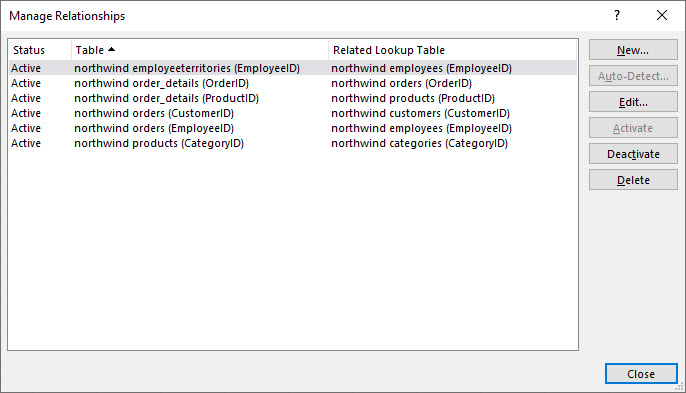 Manage Relationships ?
Status Table Related Lookup Table
Active northwind employeeterritories (EmployeeID) northwind employees (EmployeeID)
Active northwind order_details (OrderID) northwind orders (OrderID)
Active northwind order_details (ProductID) northwind products (ProductID)
Active northwind orders (CustomerID) northwind customers (CustomerID)
Active northwind orders (EmployeeID) northwind employees (EmployeeID)
Active northwind products (CategoryID) northwind categories (CategoryID)
New...
Auto-Detect...
Edit...
Activate
Deactivate
Delete
Close